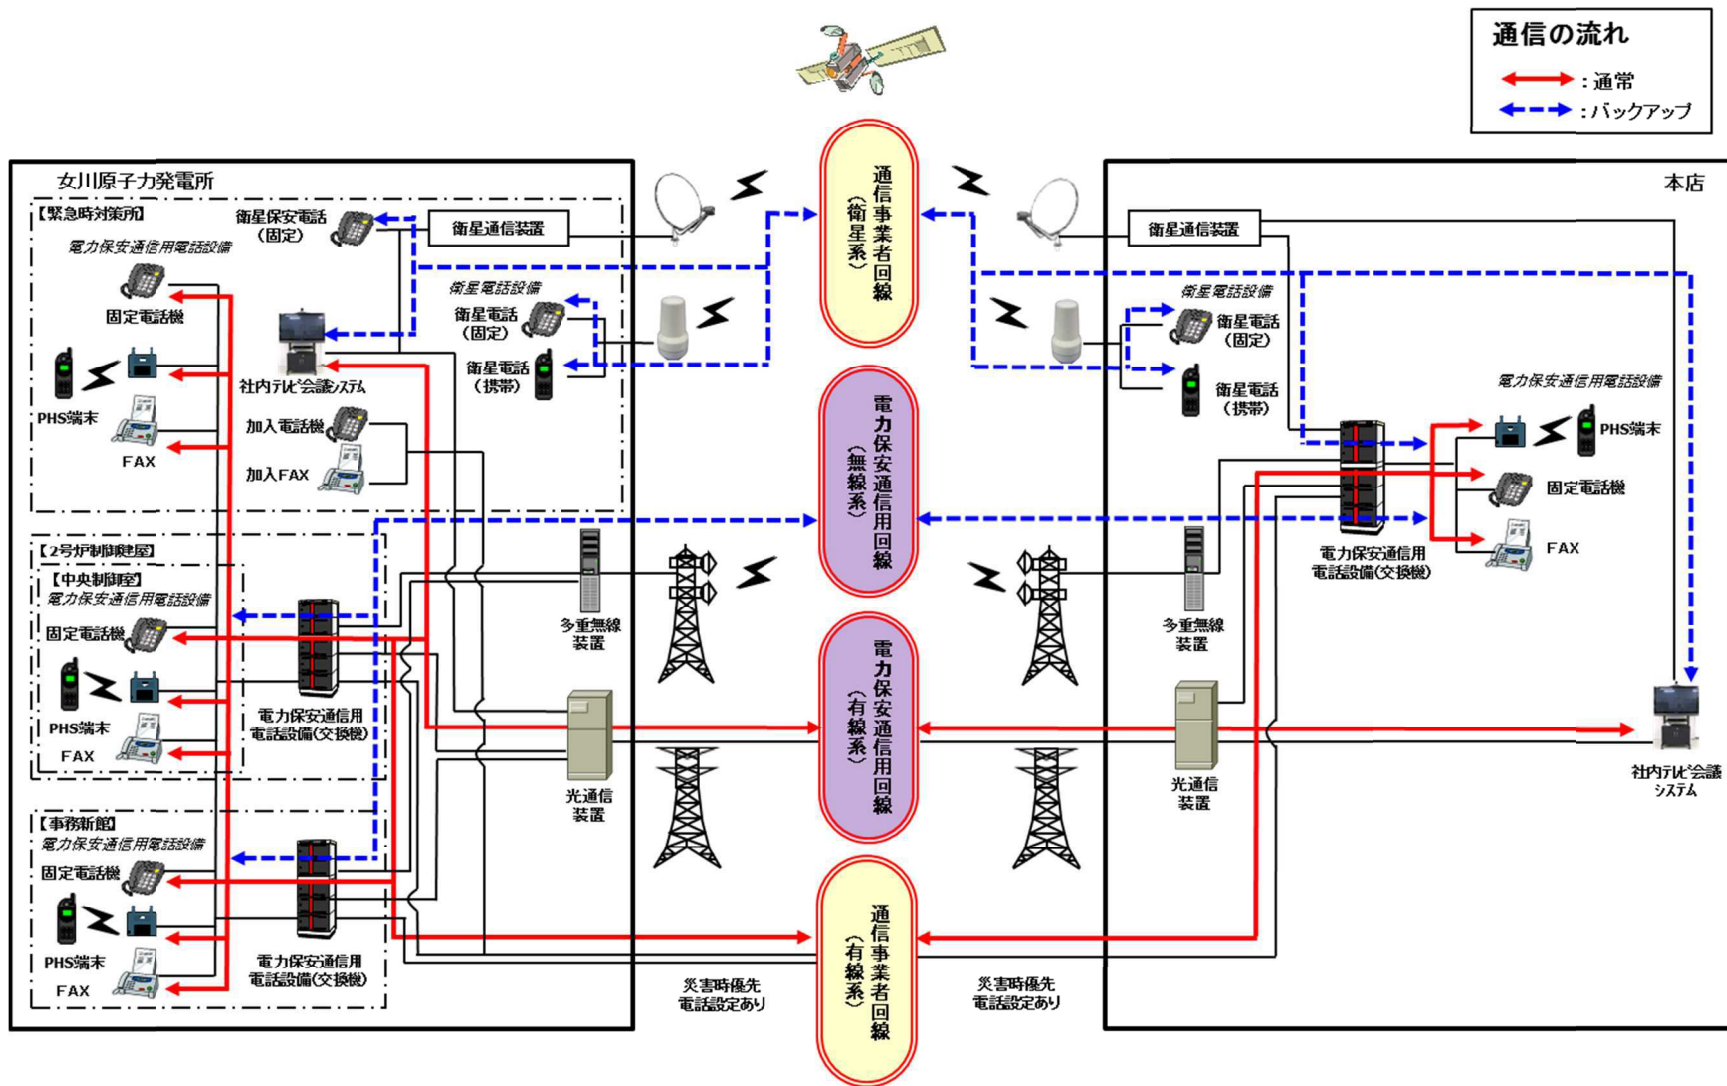 通信の流れ
：通常
：バックアップ
女川原子力発電所
【緊急時対策所】
衛星保安電話
（固定）
衛星通信装置
電力保安通信用電話設備
固定電話機
衛星電話設備
衛星電話
（固定）
衛星電話
（携帯）
社内テレビ会議システム
PHS端末
FAX
加入電話機
加入FAX
【2号炉制御建屋】
【中央制御室】
電力保安通信用電話設備
固定電話機
PHS端末
FAX
電力保安通信用
電話設備(交換機)
多重無線
装置
光通信
装置
【事務新館】
電力保安通信用電話設備
固定電話機
PHS端末
FAX
電力保安通信用
電話設備(交換機)
災害時優先
電話設定あり
通信事業者回線
（衛星系）
電力保安通信用回線
（無線系）
電力保安通信用回線
（有線系）
通信事業者回線
（有線系）
災害時優先
電話設定あり
本店
衛星通信装置
衛星電話設備
衛星電話
（固定）
衛星電話
（携帯）
電力保安通信用電話設備
PHS端末
固定電話機
FAX
電力保安通信用
電話設備(交換機)
多重無線
装置
光通信
装置
社内テレビ会議
システム